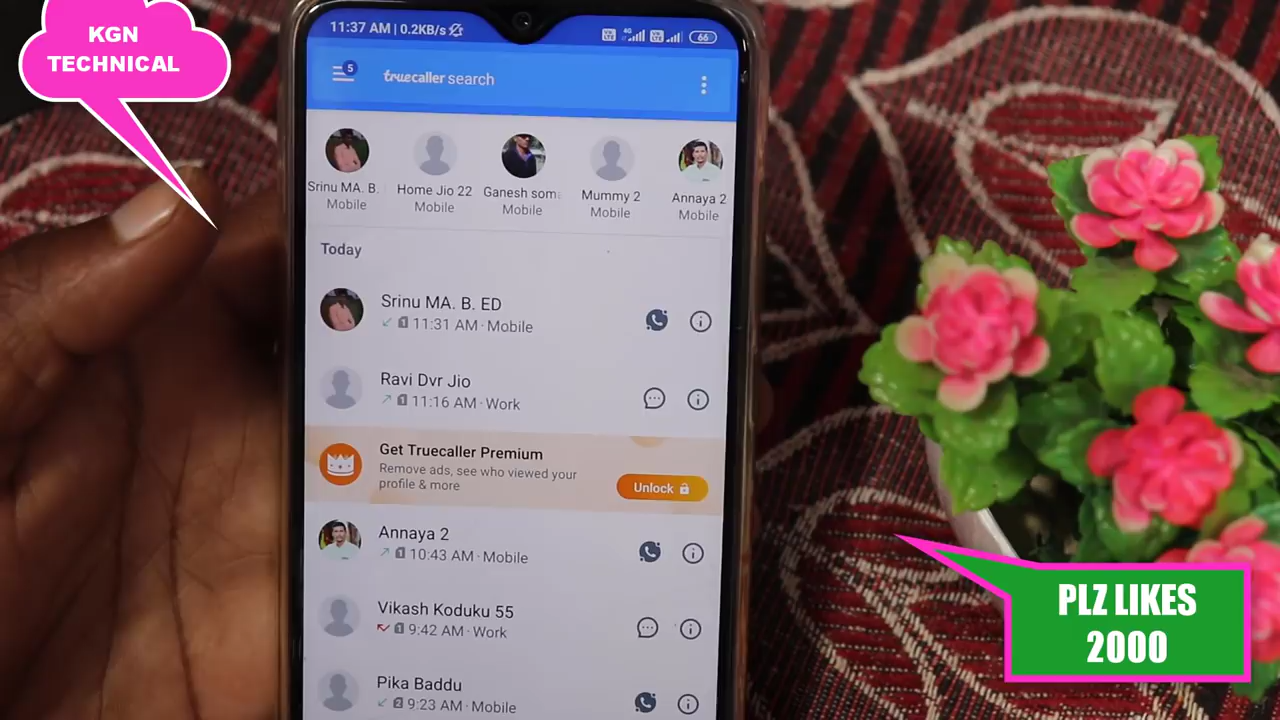 KGN
TECHNICAL
11:37 AM | 0.2KB/s
66
5
truecaller search
Srinu MA. B.
Mobile
Home Jio 22
Mobile
Ganesh som
Mobile
Mummy 2
Mobile
Annaya 2
Mobile
Today
Srinu MA. B. ED
11:31 AM · Mobile
Ravi Dvr Jio
11:16 AM · Work
Get Truecaller Premium
Remove ads, see who viewed your
profile & more
Unlock
Annaya 2
10:43 AM · Mobile
Vikash Koduku 55
9:42 AM · Work
Pika Baddu
9:23 AM · Mobile
PLZ LIKES
2000